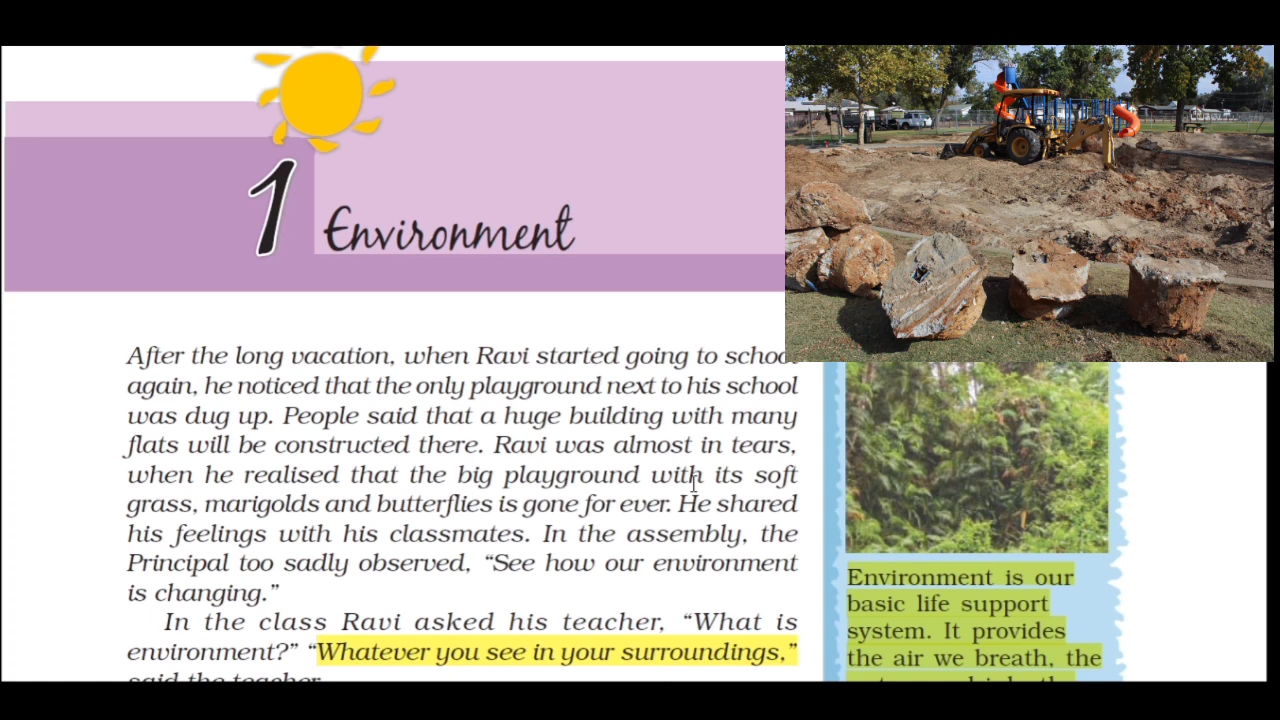 1
Environment
After the long vacation, when Ravi started going to school
again, he noticed that the only playground next to his school
was dug up. People said that a huge building with many
flats will be constructed there. Ravi was almost in tears,
when he realised that the big playground with its soft
grass, marigolds and butterflies is gone for ever. He shared
his feelings with his classmates. In the assembly, the
Principal too sadly observed, “See how our environment
is changing.”
In the class Ravi asked his teacher, “What is
environment?” “Whatever you see in your surroundings,”
said the teacher.
Environment is our
basic life support
system. It provides
the air we breath, the